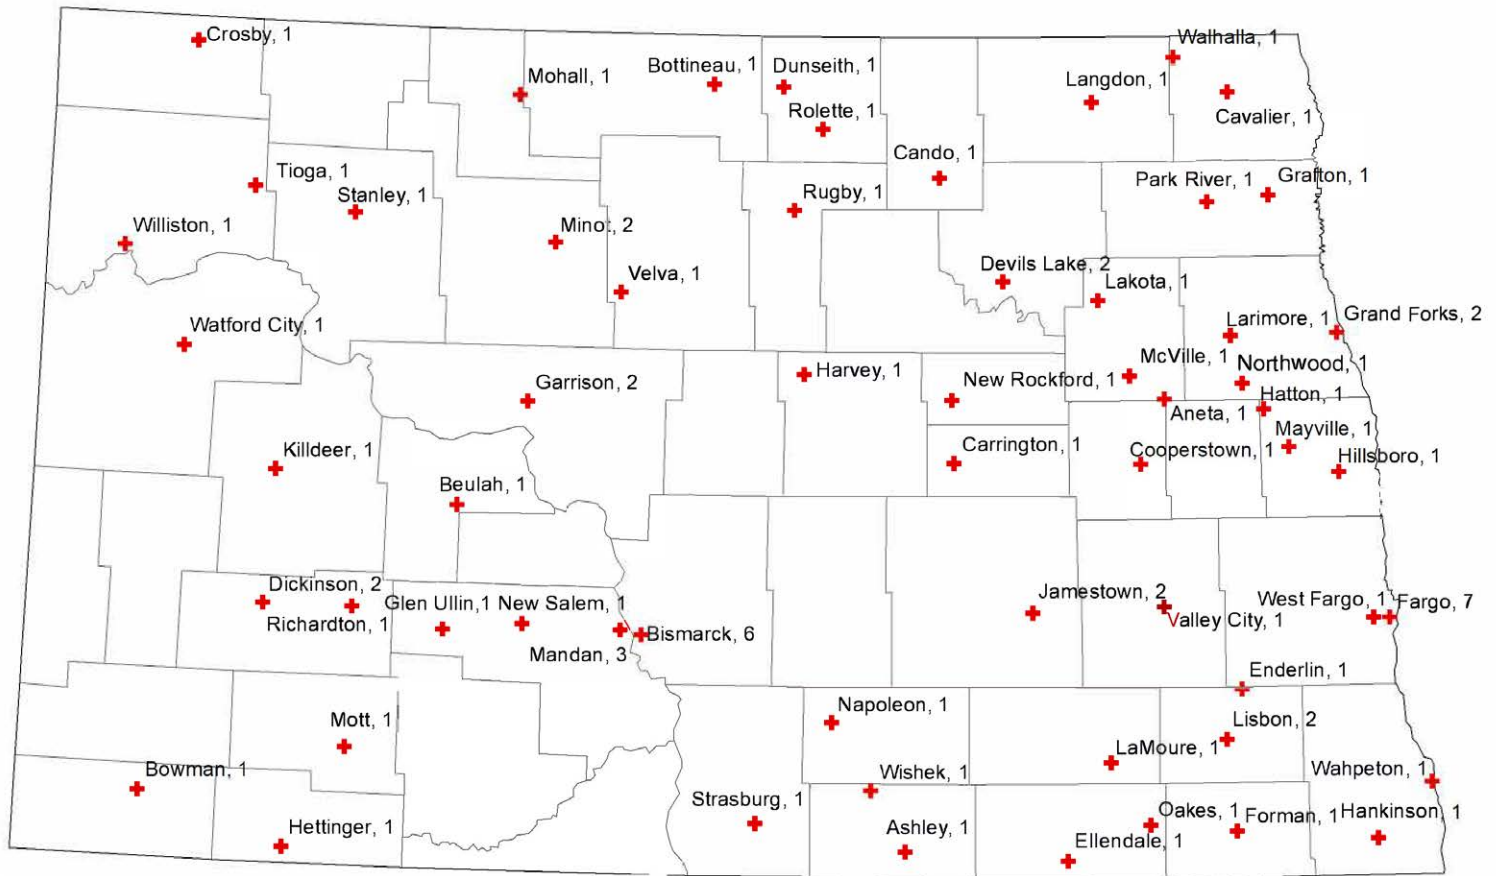 Crosby, 1
Walhalla, 1
Mohall, 1
Bottineau, 1
Dunseith, 1
Langdon, 1
Rolette, 1
Cavalier, 1
Cando, 1
Tioga, 1
Stanley, 1
Rugby, 1
Park River, 1
Grafton, 1
Williston, 1
Minot, 2
Velva, 1
Devils Lake, 2
Lakota, 1
Watford City, 1
Larimore, 1
Grand Forks, 2
McVille, 1
Northwood, 1
Garrison, 2
Harvey, 1
New Rockford, 1
Hatton, 1
Aneta, 1
Mayville, 1
Killdeer, 1
Carrington, 1
Cooperstown, 1
Hillsboro, 1
Beulah, 1
Dickinson, 2
Richardton, 1
Glen Ullin,1
New Salem, 1
Mandan, 3
Bismarck, 6
Jamestown, 2
Valley City, 1
West Fargo, 1
Fargo, 7
Enderlin, 1
Mott, 1
Napoleon, 1
Lisbon, 2
LaMoure, 1
Bowman, 1
Wishek, 1
Wahpeton, 1
Strasburg, 1
Hettinger, 1
Ashley, 1
Ellendale, 1
Oakes, 1
Forman, 1
Hankinson, 1